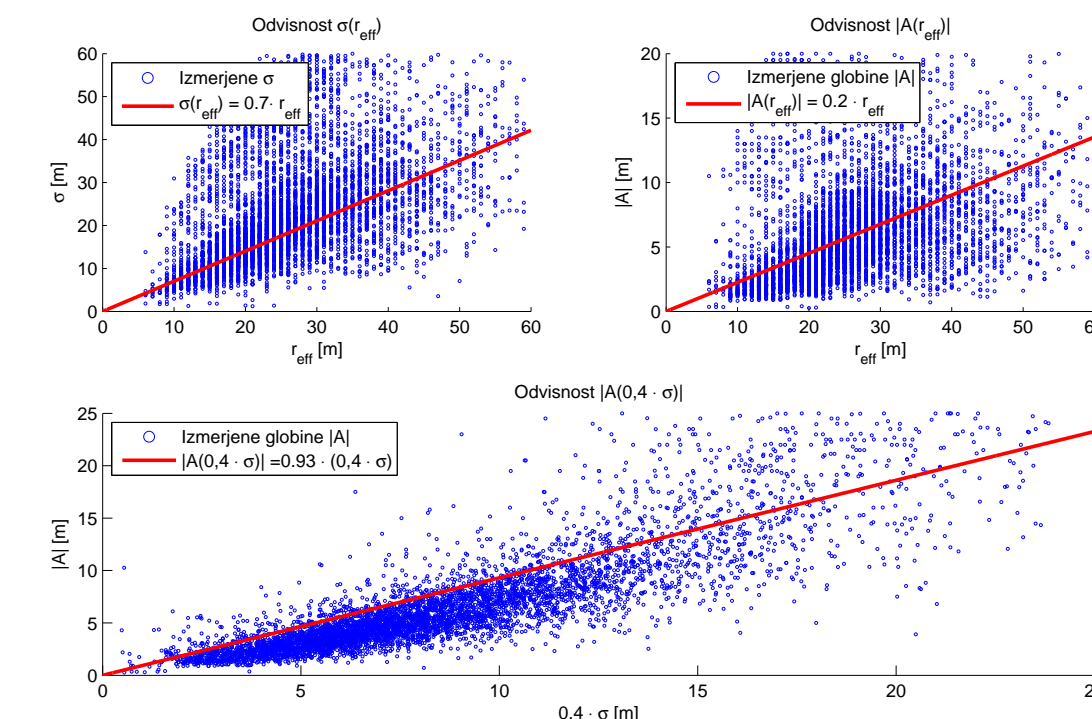 Odvisnost σ(r_eff)
60
50
40
30
20
10
0
σ [m]
Izmerjene σ
σ(r_eff) = 0.7· r_eff
0 10 20 30 40 50 60
r_eff [m]
Odvisnost |A(r_eff)|
20
15
10
5
0
|A| [m]
Izmerjene globine |A|
|A(r_eff)| = 0.2 · r_eff
0 10 20 30 40 50
r_eff [m]
Odvisnost |A(0,4 · σ)|
25
20
15
10
5
0
|A| [m]
Izmerjene globine |A|
|A(0,4 · σ)| =0.93 · (0,4 · σ)
0 5 10 15 20
0.4 · σ [m]